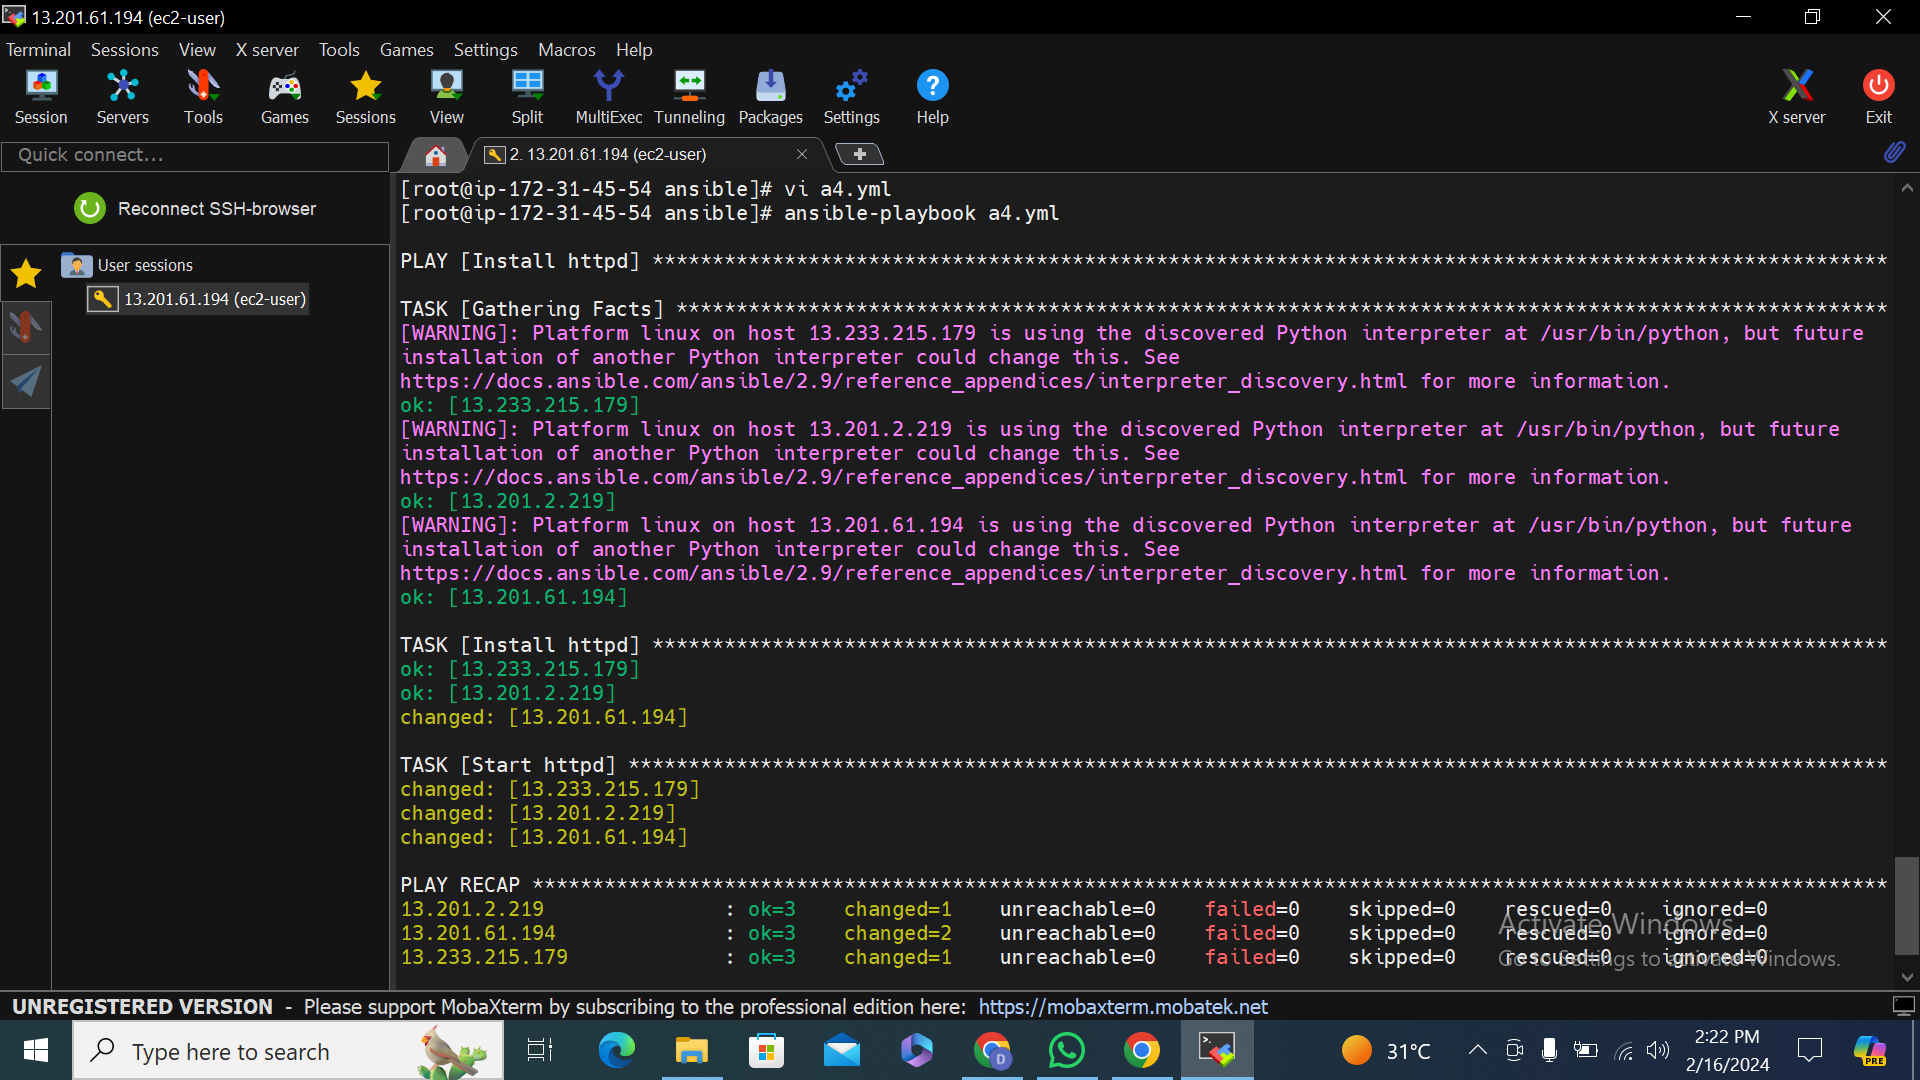 13.201.61.194 (ec2-user)
Terminal Sessions View X server Tools Games Settings Macros Help
Session Servers Tools Games Sessions View Split MultiExec Tunneling Packages Settings Help X server Exit
Quick connect...
2. 13.201.61.194 (ec2-user)
Reconnect SSH-browser
User sessions
13.201.61.194 (ec2-user)
[root@ip-172-31-45-54 ansible]# vi a4.yml
[root@ip-172-31-45-54 ansible]# ansible-playbook a4.yml
PLAY [Install httpd] *******************************************************************************************************
TASK [Gathering Facts] *****************************************************************************************************
[WARNING]: Platform linux on host 13.233.215.179 is using the discovered Python interpreter at /usr/bin/python, but future
installation of another Python interpreter could change this. See
https://docs.ansible.com/ansible/2.9/reference_appendices/interpreter_discovery.html for more information.
ok: [13.233.215.179]
[WARNING]: Platform linux on host 13.201.2.219 is using the discovered Python interpreter at /usr/bin/python, but future
installation of another Python interpreter could change this. See
https://docs.ansible.com/ansible/2.9/reference_appendices/interpreter_discovery.html for more information.
ok: [13.201.2.219]
[WARNING]: Platform linux on host 13.201.61.194 is using the discovered Python interpreter at /usr/bin/python, but future
installation of another Python interpreter could change this. See
https://docs.ansible.com/ansible/2.9/reference_appendices/interpreter_discovery.html for more information.
ok: [13.201.61.194]
TASK [Install httpd] *******************************************************************************************************
ok: [13.233.215.179]
ok: [13.201.2.219]
changed: [13.201.61.194]
TASK [Start httpd] *********************************************************************************************************
changed: [13.233.215.179]
changed: [13.201.2.219]
changed: [13.201.61.194]
PLAY RECAP *****************************************************************************************************************
13.201.2.219 : ok=3 changed=1 unreachable=0 failed=0 skipped=0 rescued=0 ignored=0
13.201.61.194 : ok=3 changed=2 unreachable=0 failed=0 skipped=0 rescued=0 ignored=0
13.233.215.179 : ok=3 changed=1 unreachable=0 failed=0 skipped=0 rescued=0 ignored=0
Activate Windows
Go to Settings to activate Windows.
UNREGISTERED VERSION - Please support MobaXterm by subscribing to the professional edition here: https://mobaxterm.mobatek.net
Type here to search
D
31°C
PRE
2:22 PM
2/16/2024